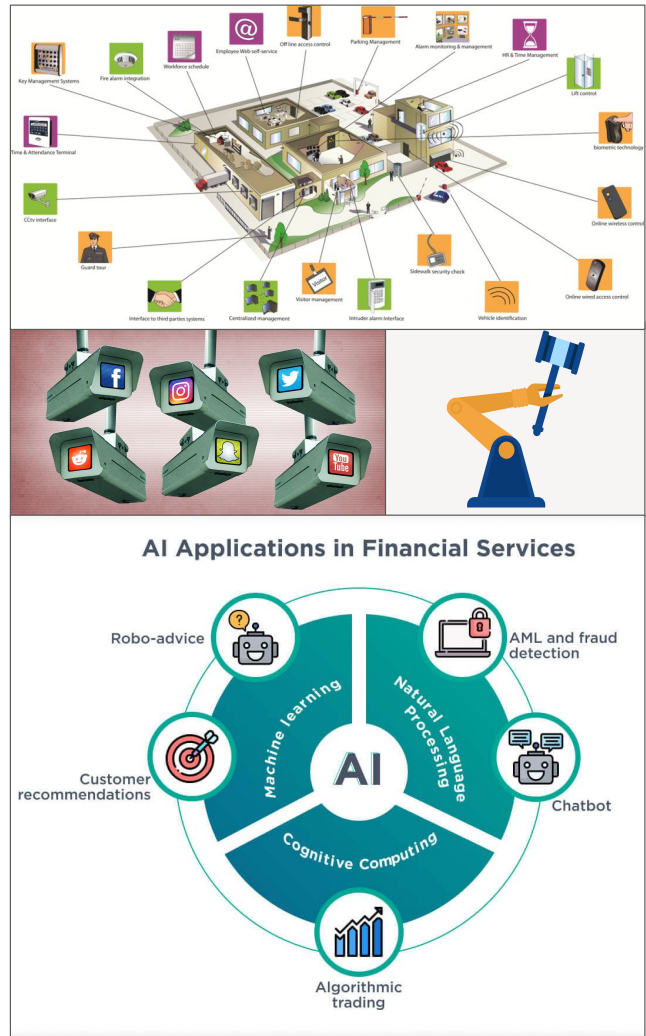 @
Employee Web self-service
Off line access control
Parking Management
Alarm monitoring & management
HR & Time Management
Workforce schedule
Fire alarm integration
Key Management Systems
Lift control
Time & Attendance Terminal
biometric technology
CCtv interface
Online wireless control
Guard tour
Sidewalk security check
Online wired access control
Visitor
Interface to third parties systems
Centralized management
Visitor management
Intruder alarm Interface
Vehicle identification
f
You
Tube
AI Applications in Financial Services
Robo-advice
?
AML and fraud
detection
Machine learning
Natural Language
Processing
AI
Customer
recommendations
Chatbot
Cognitive Computing
Algorithmic
trading